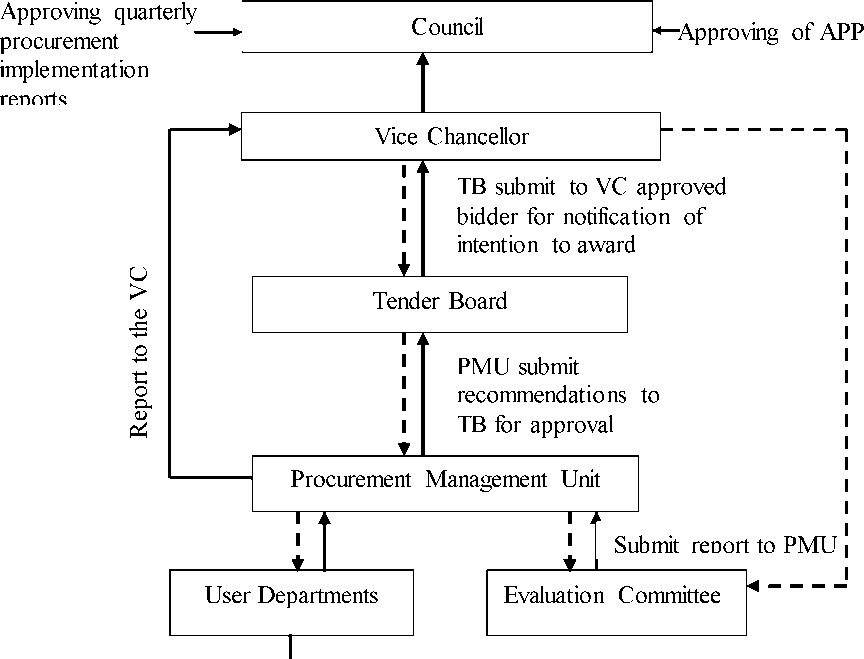 Approving quarterly
procurement
implementation
reports
Council
Approving of APP
Vice Chancellor
TB submit to VC approved
bidder for notification of
intention to award
Tender Board
Report to the VC
PMU submit
recommendations to
TB for approval
Procurement Management Unit
Submit report to PMU
User Departments
Evaluation Committee